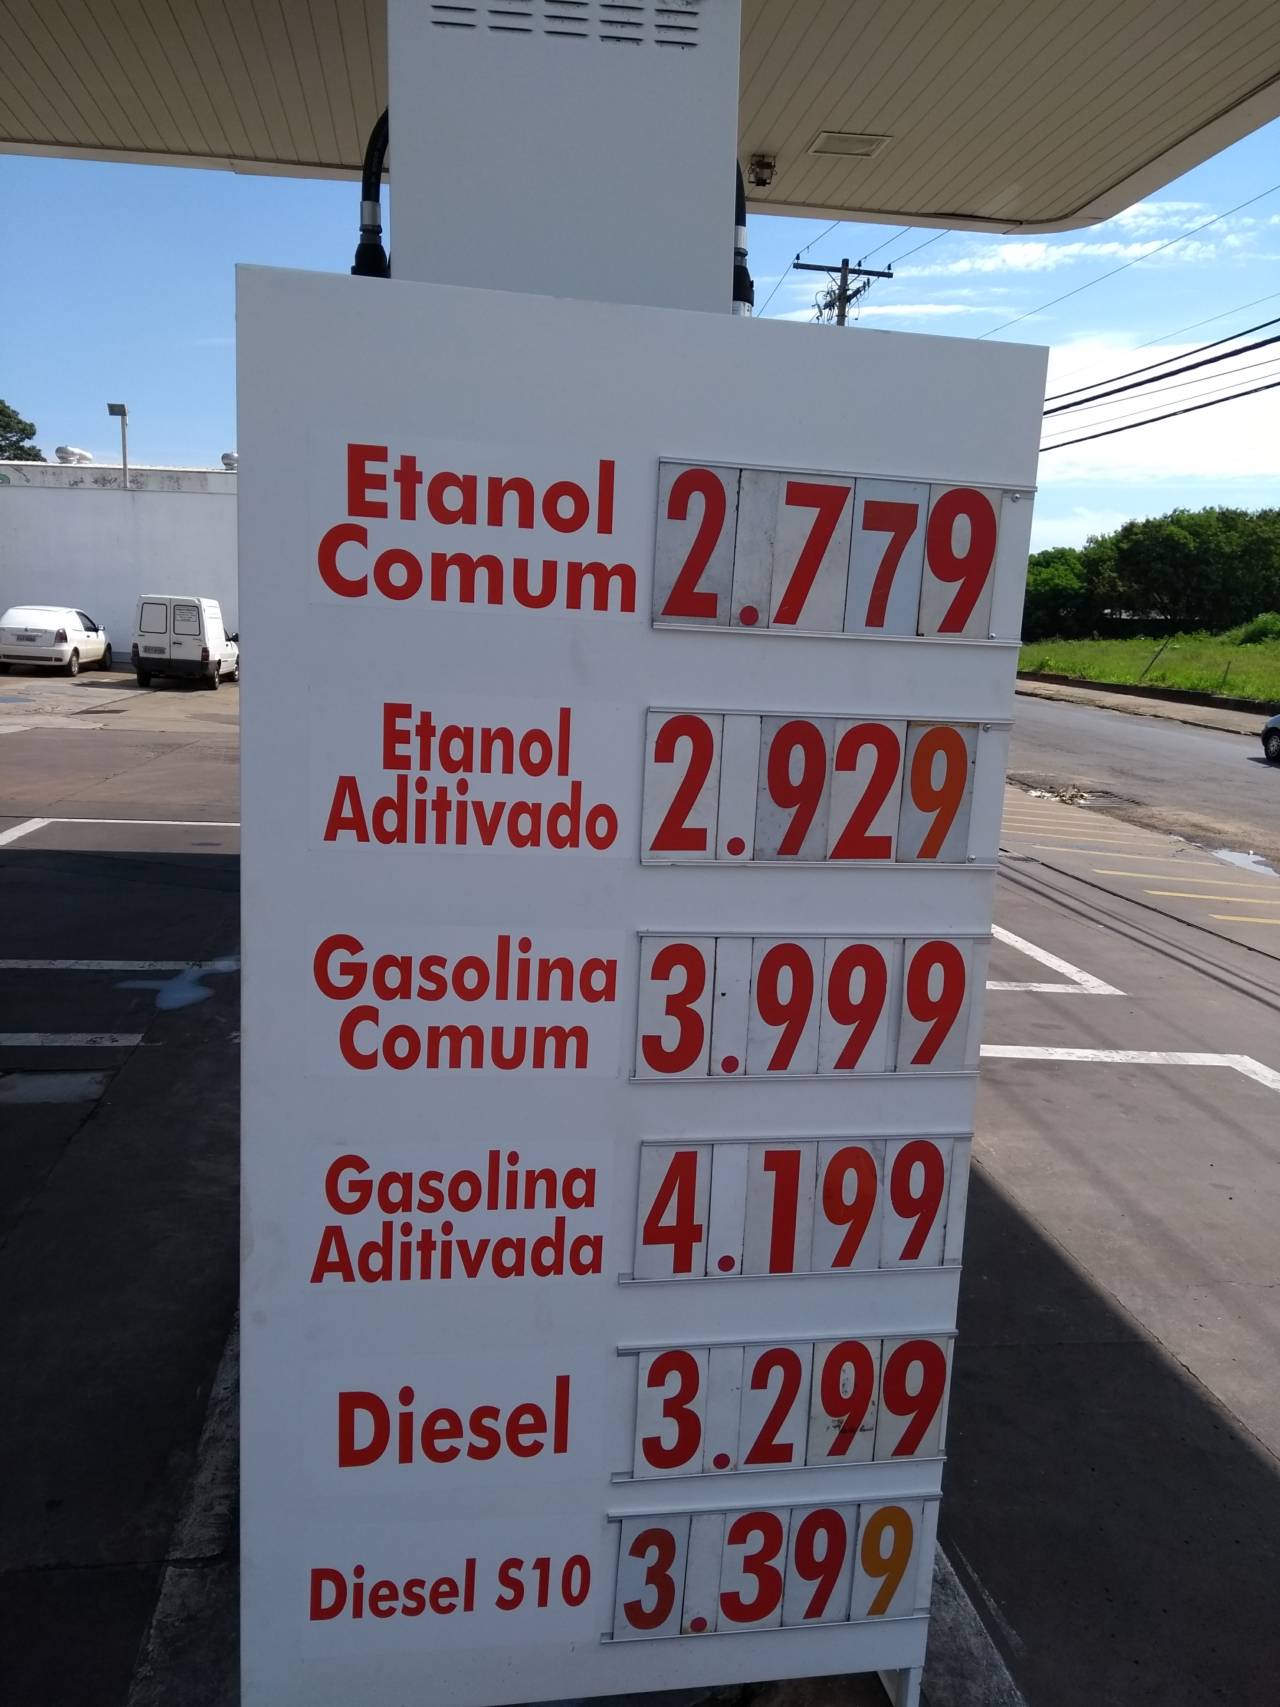 Etanol
Comum 2.779
Etanol
Aditivado 2.929
Gasolina
Comum 3.999
Gasolina
Aditivada 4.199
Diesel 3.299
Diesel S10 3.399